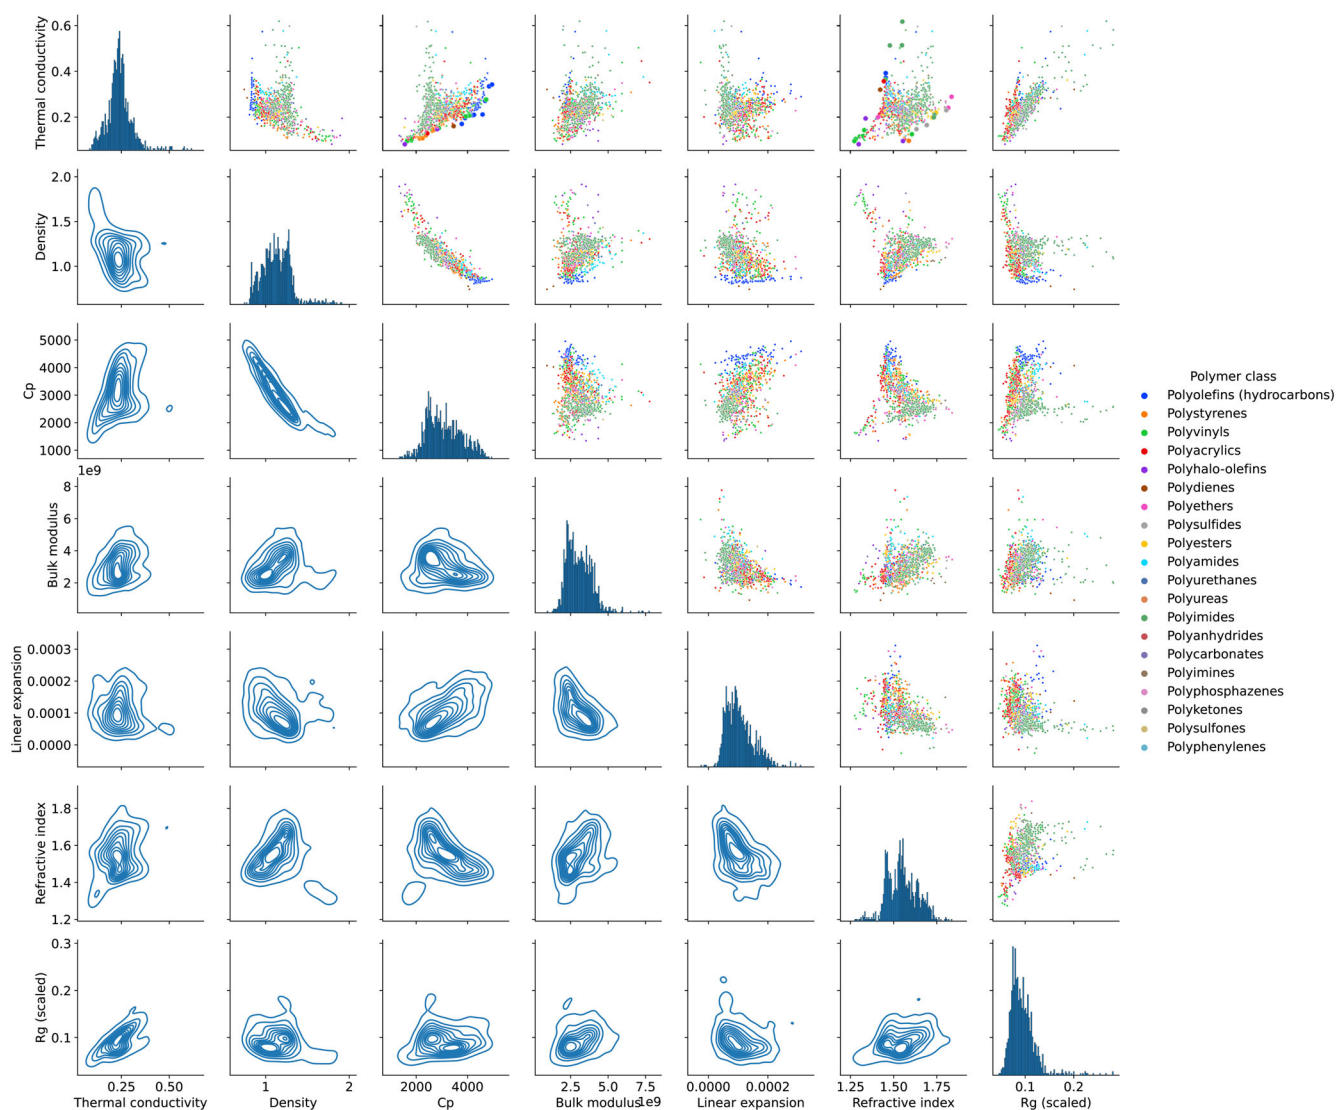 Thermal conductivity
0.6
0.4
0.2
Density
2.0
1.5
1.0
Cp
5000
4000
3000
2000
1000
1e9
Bulk modulus
8
6
4
2
Linear expansion
0.0003
0.0002
0.0001
0.0000
Refractive index
1.8
1.6
1.4
1.2
Rg (scaled)
0.3
0.2
0.1
0.25 0.50
Thermal conductivity
1 2
Density
2000 4000
Cp
2.5 5.0 7.5
Bulk modulus 1e9
0.0000 0.0002
Linear expansion
1.25 1.50 1.75
Refractive index
0.1 0.2
Rg (scaled)
Polymer class
Polyolefins (hydrocarbons)
Polystyrenes
Polyvinyls
Polyacrylics
Polyhalo-olefins
Polydienes
Polyethers
Polysulfides
Polyesters
Polyamides
Polyurethanes
Polyureas
Polyimides
Polyanhydrides
Polycarbonates
Polyimines
Polyphosphazenes
Polyketones
Polysulfones
Polyphenylenes